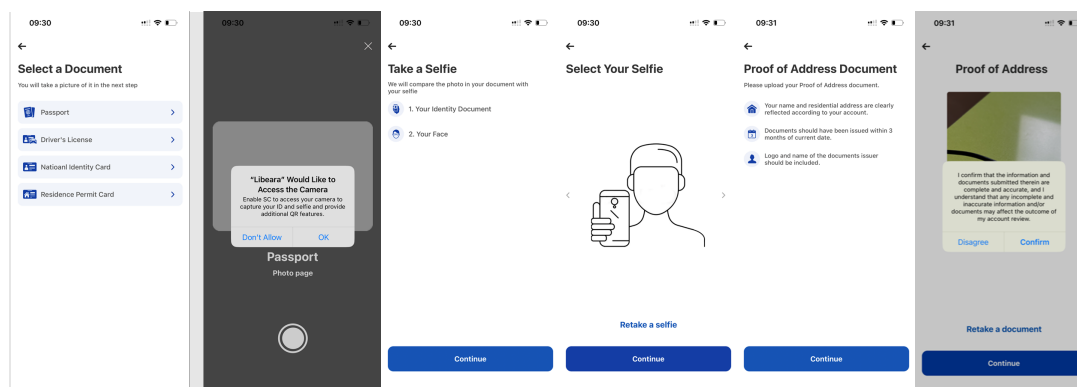 09:30
Select a Document
You will take a picture of it in the next step
Passport
Driver's License
Natioanl Identity Card
Residence Permit Card
09:30
"Libeara" Would Like to
Access the Camera
Enable SC to access your camera to
capture your ID and selfie and provide
additional QR features.
Don't Allow
OK
Passport
Photo page
09:30
Take a Selfie
We will compare the photo in your document with
your selfie
1. Your Identity Document
2. Your Face
Continue
09:30
Select Your Selfie
Retake a selfie
Continue
09:31
Proof of Address Document
Please upload your Proof of Address document.
Your name and residential address are clearly
reflected according to your account.
Documents should have been issued within 3
months of current date.
Logo and name of the documents issuer
should be included.
Continue
09:31
Proof of Address
I confirm that the information and
documents submitted therein are
complete and accurate, and I
understand that any incomplete and
inaccurate information and/or
documents may affect the outcome of
my account review.
Disagree
Confirm
Retake a document
Continue